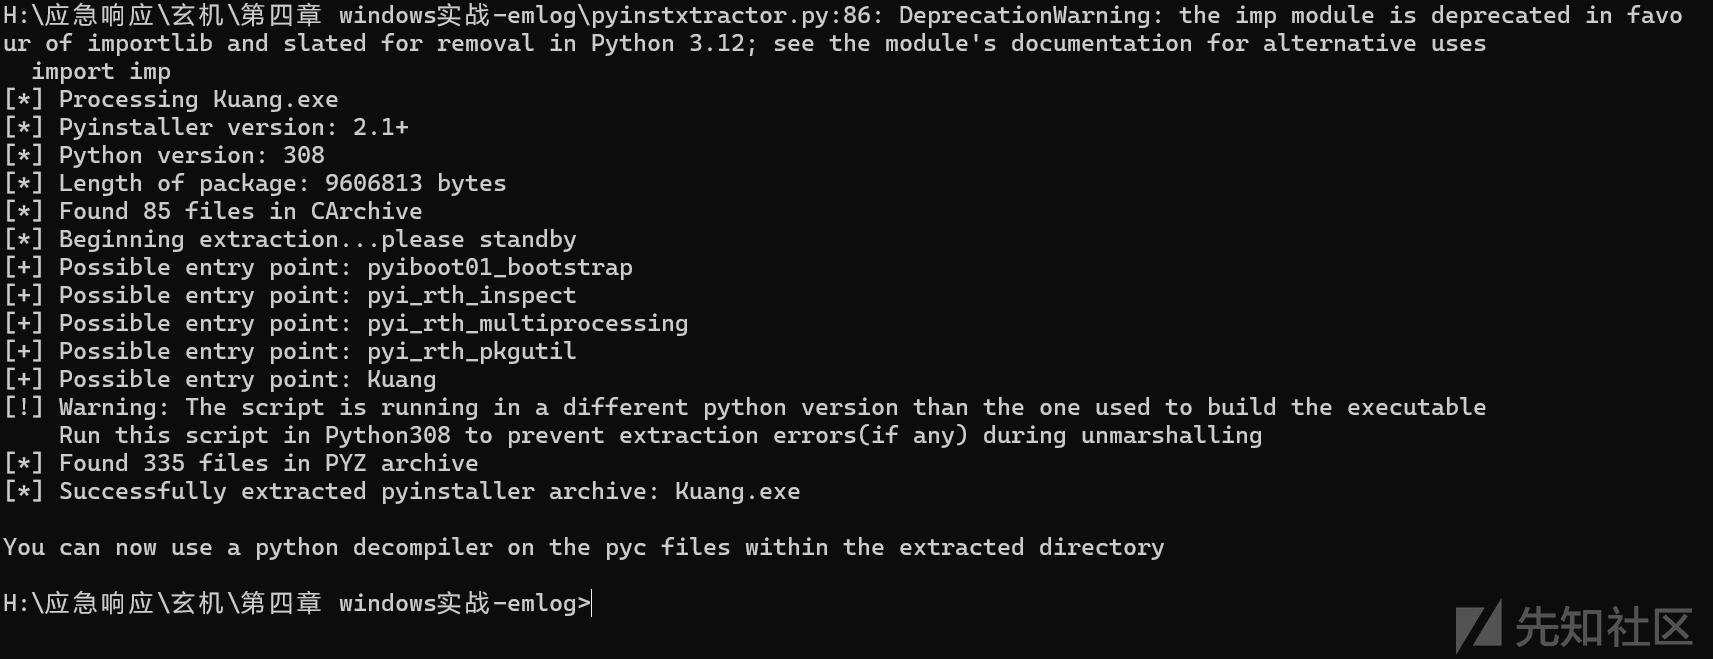 H:\应急响应\玄机\第四章 windows实战-emlog\pyinstxtractor.py:86: DeprecationWarning: the imp module is deprecated in favo
ur of importlib and slated for removal in Python 3.12; see the module's documentation for alternative uses
  import imp
[*] Processing Kuang.exe
[*] Pyinstaller version: 2.1+
[*] Python version: 308
[*] Length of package: 9606813 bytes
[*] Found 85 files in CArchive
[*] Beginning extraction...please standby
[+] Possible entry point: pyiboot01_bootstrap
[+] Possible entry point: pyi_rth_inspect
[+] Possible entry point: pyi_rth_multiprocessing
[+] Possible entry point: pyi_rth_pkgutil
[+] Possible entry point: Kuang
[!] Warning: The script is running in a different python version than the one used to build the executable
    Run this script in Python308 to prevent extraction errors(if any) during unmarshalling
[*] Found 335 files in PYZ archive
[*] Successfully extracted pyinstaller archive: Kuang.exe
You can now use a python decompiler on the pyc files within the extracted directory
H:\应急响应\玄机\第四章 windows实战-emlog>
先知社区